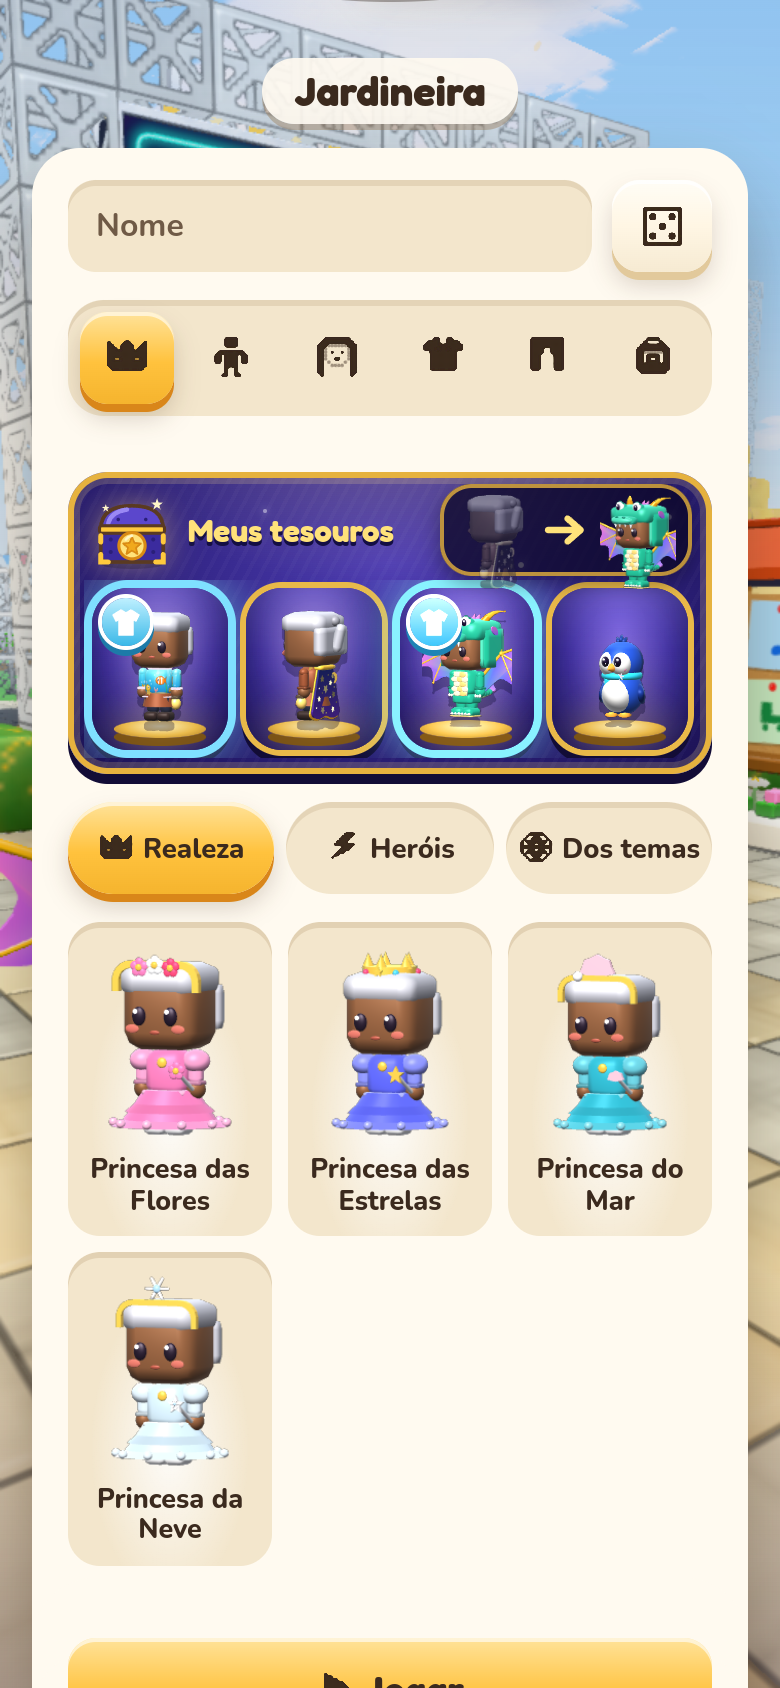 Jardineira
Nome
Meus tesouros
Realeza
Heróis
Dos temas
Princesa das
Flores
Princesa das
Estrelas
Princesa do
Mar
Princesa da
Neve
Jogar